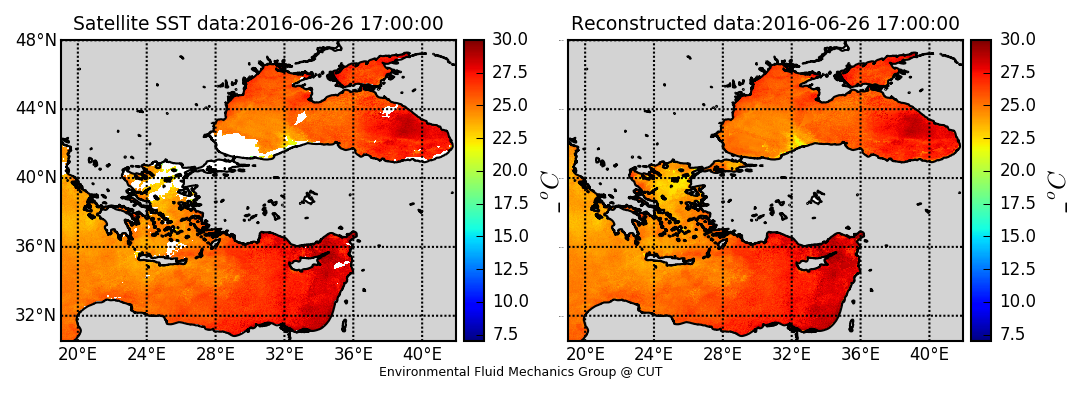 Satellite SST data:2016-06-26 17:00:00
Reconstructed data:2016-06-26 17:00:00
48°N
44°N
40°N
36°N
32°N
20°E 24°E 28°E 32°E 36°E 40°E
30.0
27.5
25.0
22.5
20.0
17.5
15.0
12.5
10.0
7.5
_ °C
20°E 24°E 28°E 32°E 36°E 40°E
30.0
27.5
25.0
22.5
20.0
17.5
15.0
12.5
10.0
7.5
_ °C
Environmental Fluid Mechanics Group @ CUT